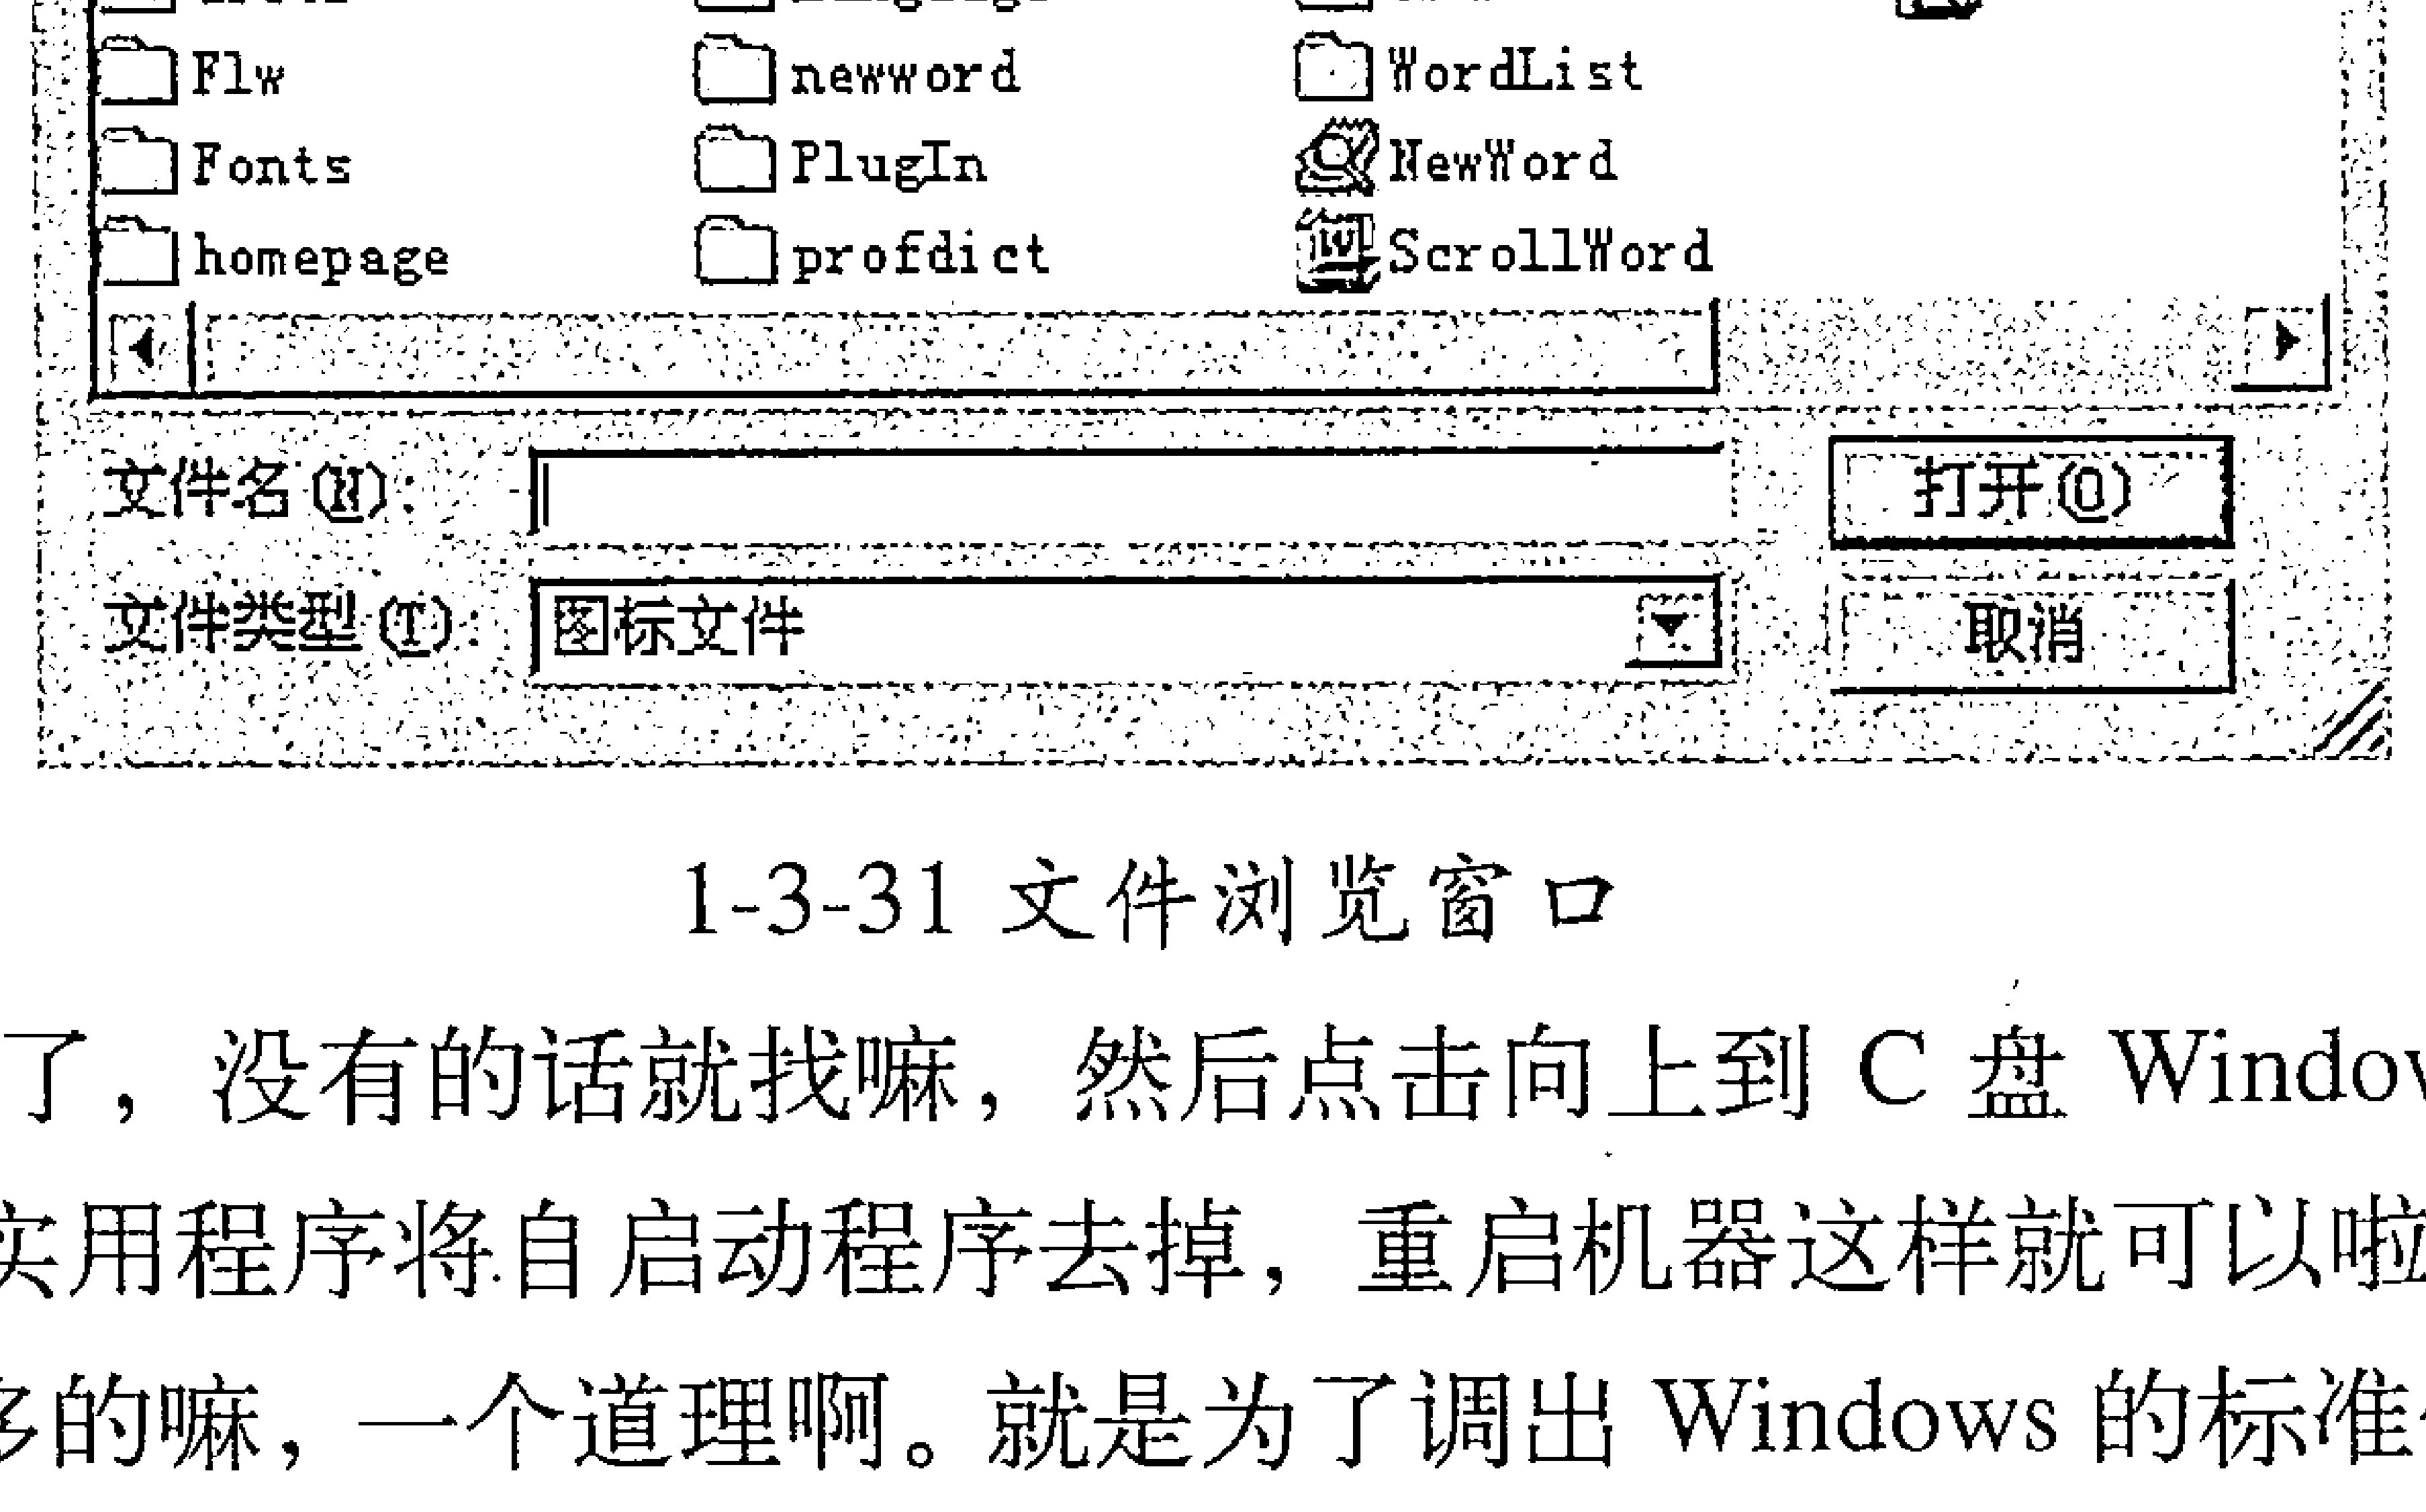 Flw newword WordList
Fonts PlugIn NewWord
homepage profdict ScrollWord
文件名(N): 打开(O)
文件类型(T): 图标文件 取消
1-3-31 文件浏览窗口
了，没有的话就找嘛，然后点击向上到 C 盘 Window
实用程序将自启动程序去掉，重启机器这样就可以啦
多的嘛，一个道理啊。就是为了调出 Windows 的标准